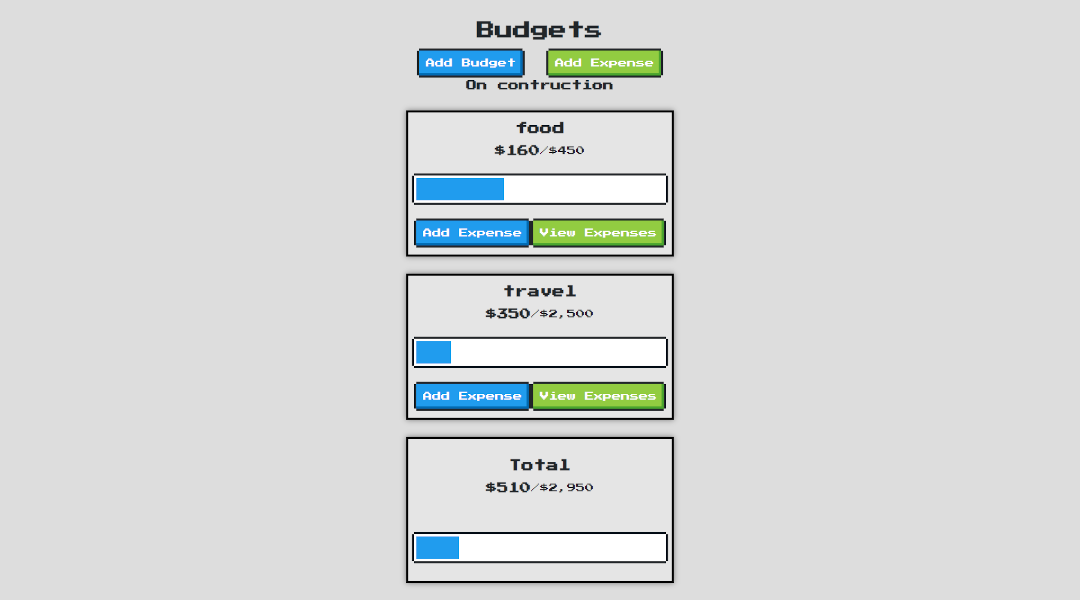 Budgets
Add Budget Add Expense
On contruction
food
$160/$450
Add Expense View Expenses
travel
$350/$2,500
Add Expense View Expenses
Total
$510/$2,950